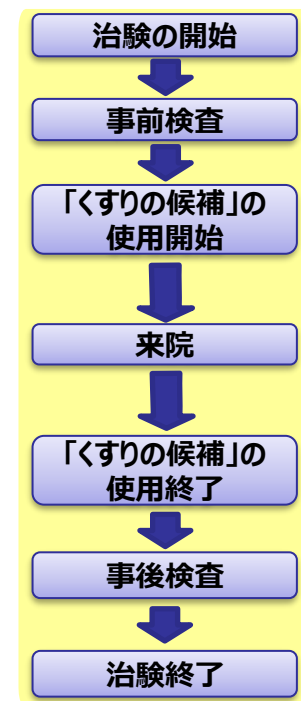 治験の開始
事前検査
「くすりの候補」の
使用開始
来院
「くすりの候補」の
使用終了
事後検査
治験終了